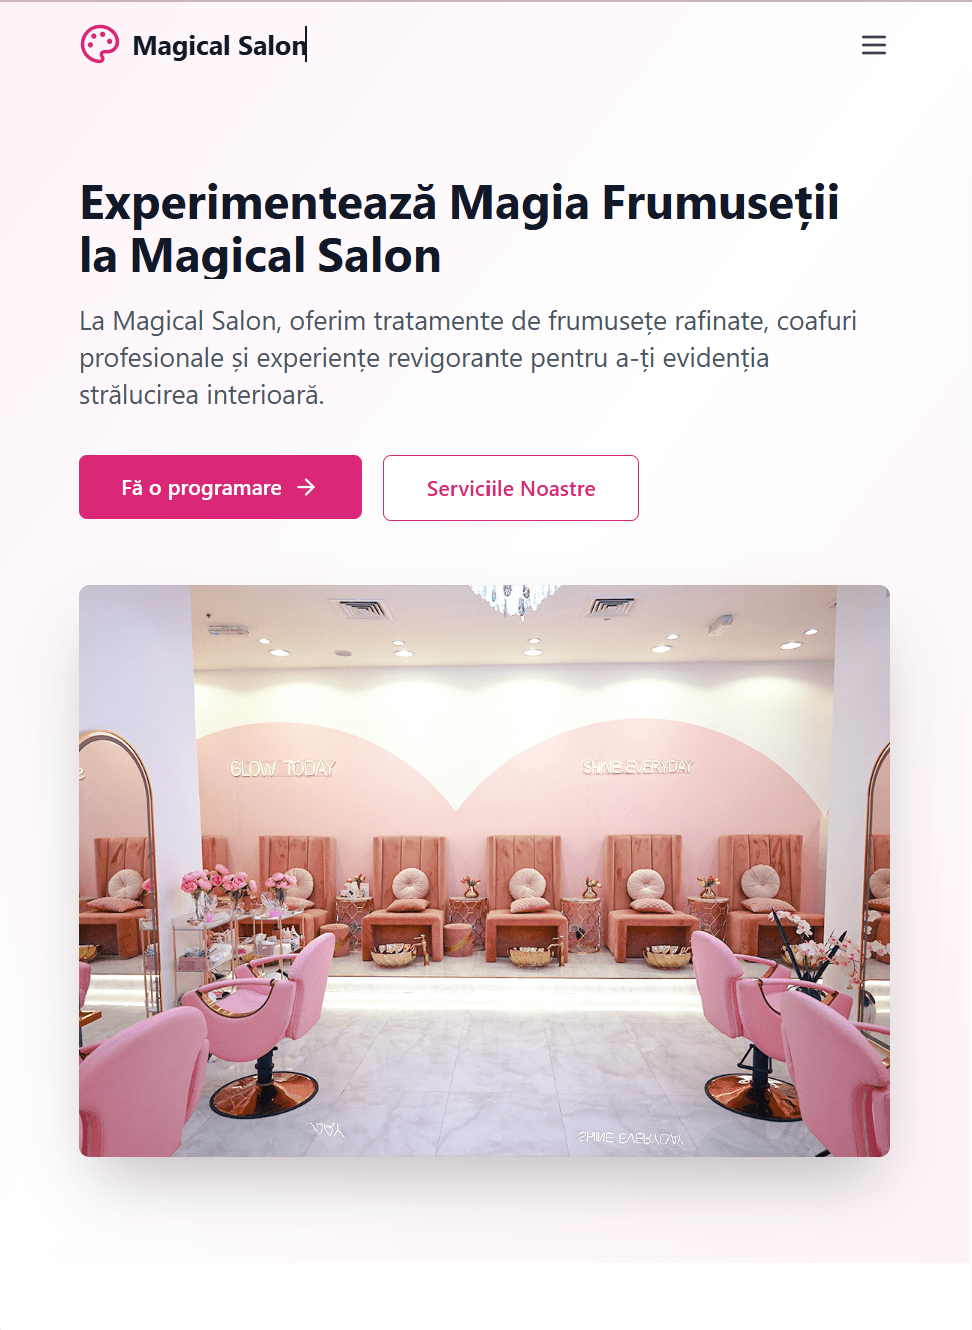 Magical Salon
Experimentează Magia Frumuseții
la Magical Salon
La Magical Salon, oferim tratamente de frumusețe rafinate, coafuri
profesionale și experiențe revigorante pentru a-ți evidenția
strălucirea interioară.
Fă o programare
Serviciile Noastre
GLOW TODAY
SHINE EVERYDAY